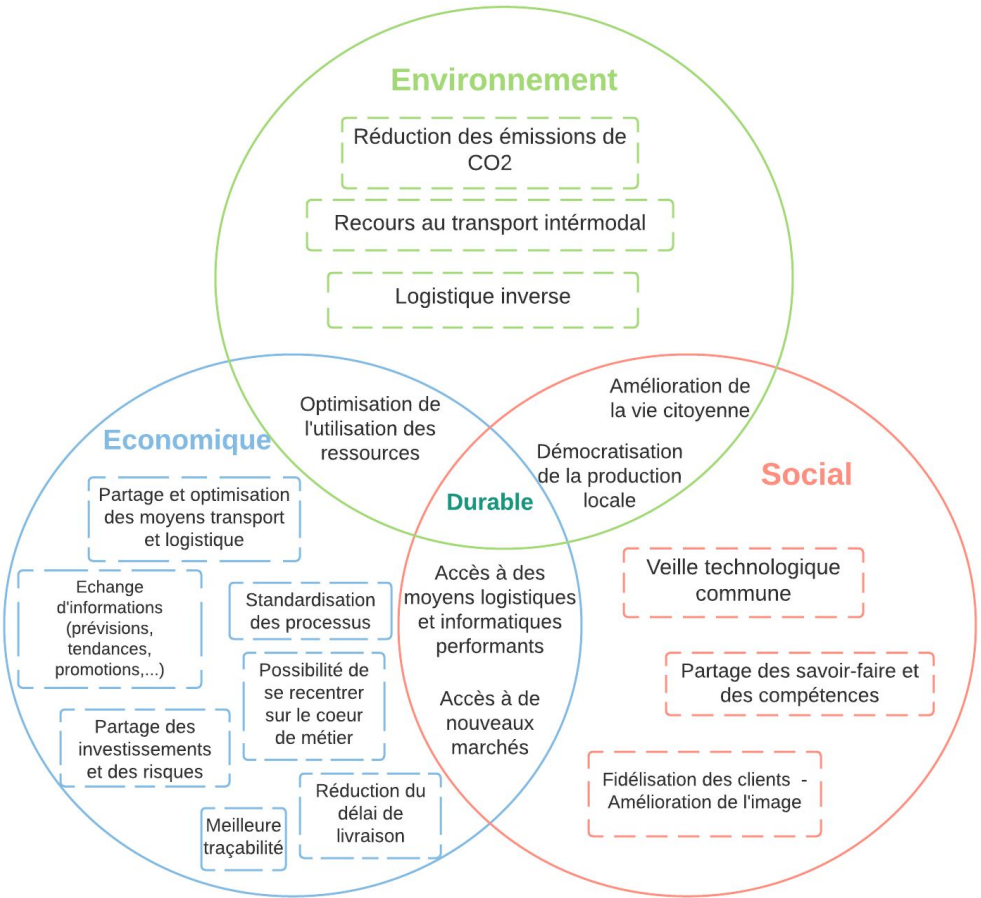 Environnement
Réduction des émissions de
CO2
Recours au transport intérmodal
Logistique inverse
Optimisation de
l'utilisation des
ressources
Amélioration de
la vie citoyenne
Démocratisation
de la production
locale
Durable
Economique
Partage et optimisation
des moyens transport
et logistique
Echange
d'informations
(prévisions,
tendances,
promotions,...)
Standardisation
des processus
Possibilité de
se recentrer
sur le coeur
de métier
Partage des
investissements
et des risques
Réduction du
délai de
livraison
Meilleure
traçabilité
Accès à des
moyens logistiques
et informatiques
performants
Accès à de
nouveaux
marchés
Social
Veille technologique
commune
Partage des savoir-faire et
des compétences
Fidélisation des clients -
Amélioration de l'image